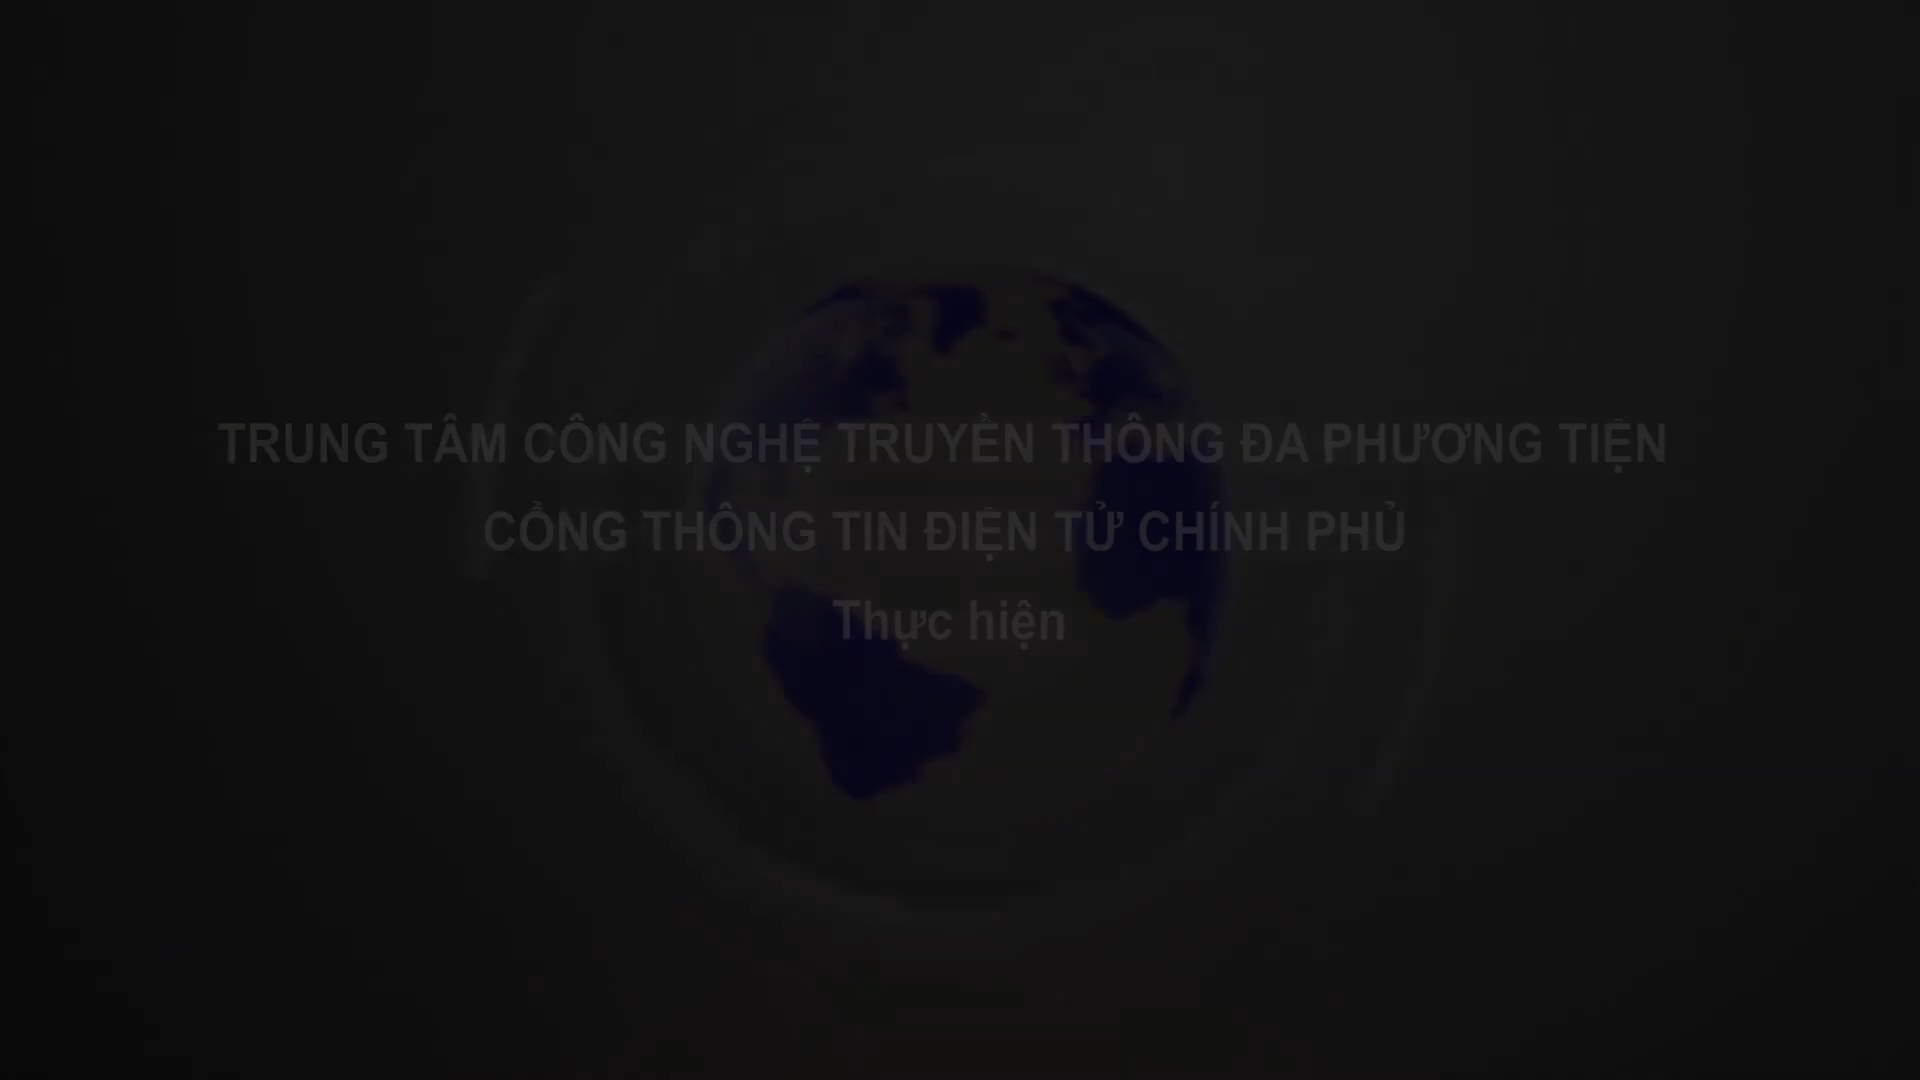 TRUNG TÂM CÔNG NGHỆ TRUYỀN THÔNG ĐA PHƯƠNG TIỆN
CỔNG THÔNG TIN ĐIỆN TỬ CHÍNH PHỦ
Thực hiện